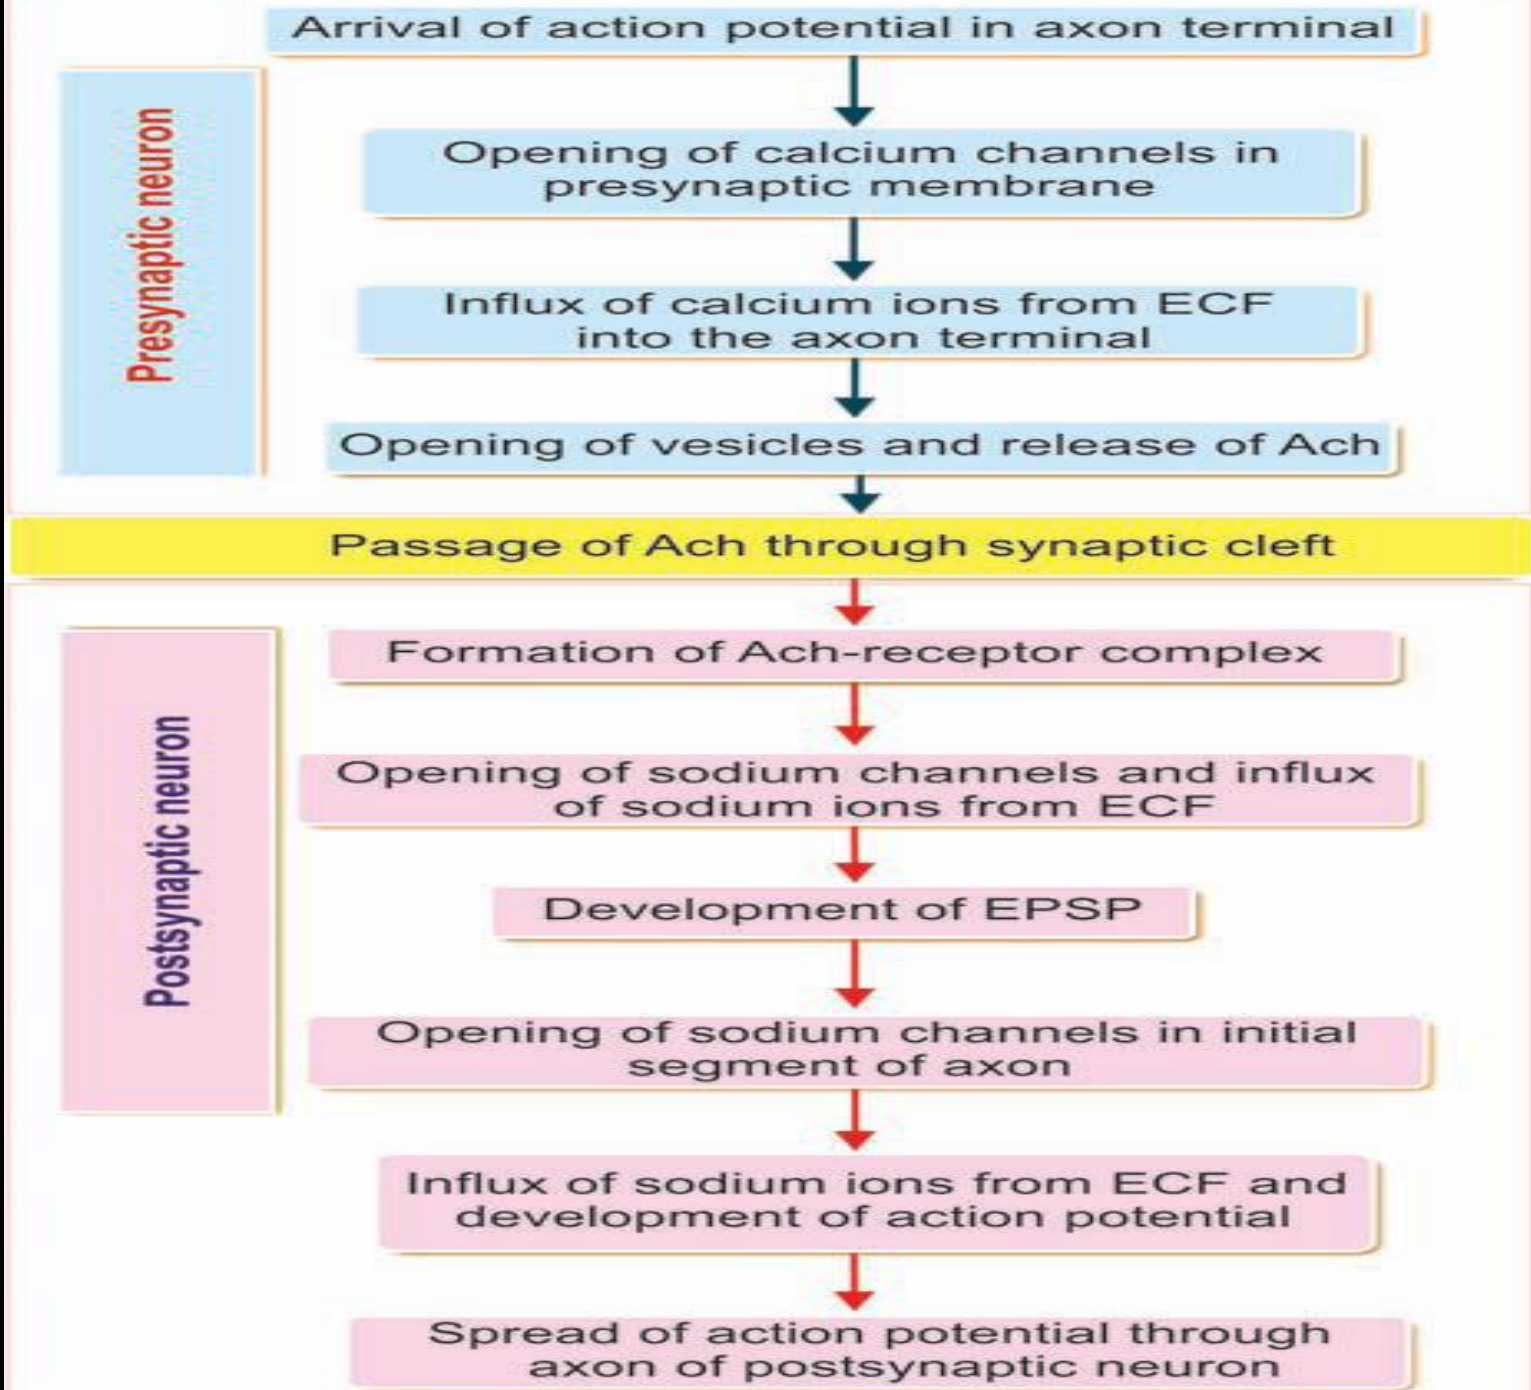 Arrival of action potential in axon terminal
Presynaptic neuron
Opening of calcium channels in
presynaptic membrane
Influx of calcium ions from ECF
into the axon terminal
Opening of vesicles and release of Ach
Passage of Ach through synaptic cleft
Postsynaptic neuron
Formation of Ach-receptor complex
Opening of sodium channels and influx
of sodium ions from ECF
Development of EPSP
Opening of sodium channels in initial
segment of axon
Influx of sodium ions from ECF and
development of action potential
Spread of action potential through
axon of postsynaptic neuron